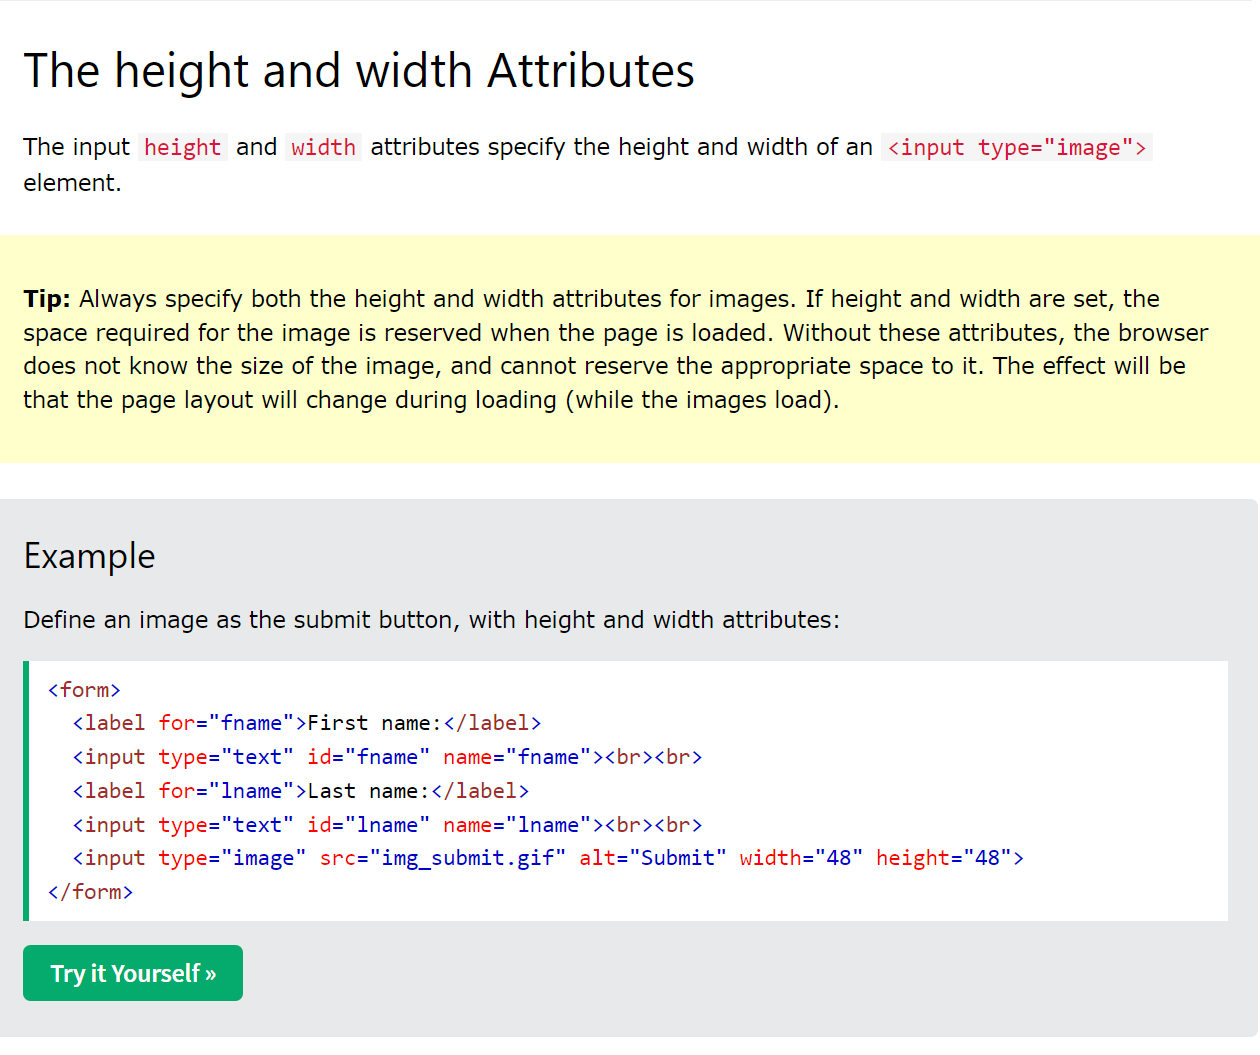 The height and width Attributes
The input height and width attributes specify the height and width of an <input type="image">
element.
Tip: Always specify both the height and width attributes for images. If height and width are set, the
space required for the image is reserved when the page is loaded. Without these attributes, the browser
does not know the size of the image, and cannot reserve the appropriate space to it. The effect will be
that the page layout will change during loading (while the images load).
Example
Define an image as the submit button, with height and width attributes:
<form>
  <label for="fname">First name:</label>
  <input type="text" id="fname" name="fname"><br><br>
  <label for="lname">Last name:</label>
  <input type="text" id="lname" name="lname"><br><br>
  <input type="image" src="img_submit.gif" alt="Submit" width="48" height="48">
</form>
Try it Yourself »